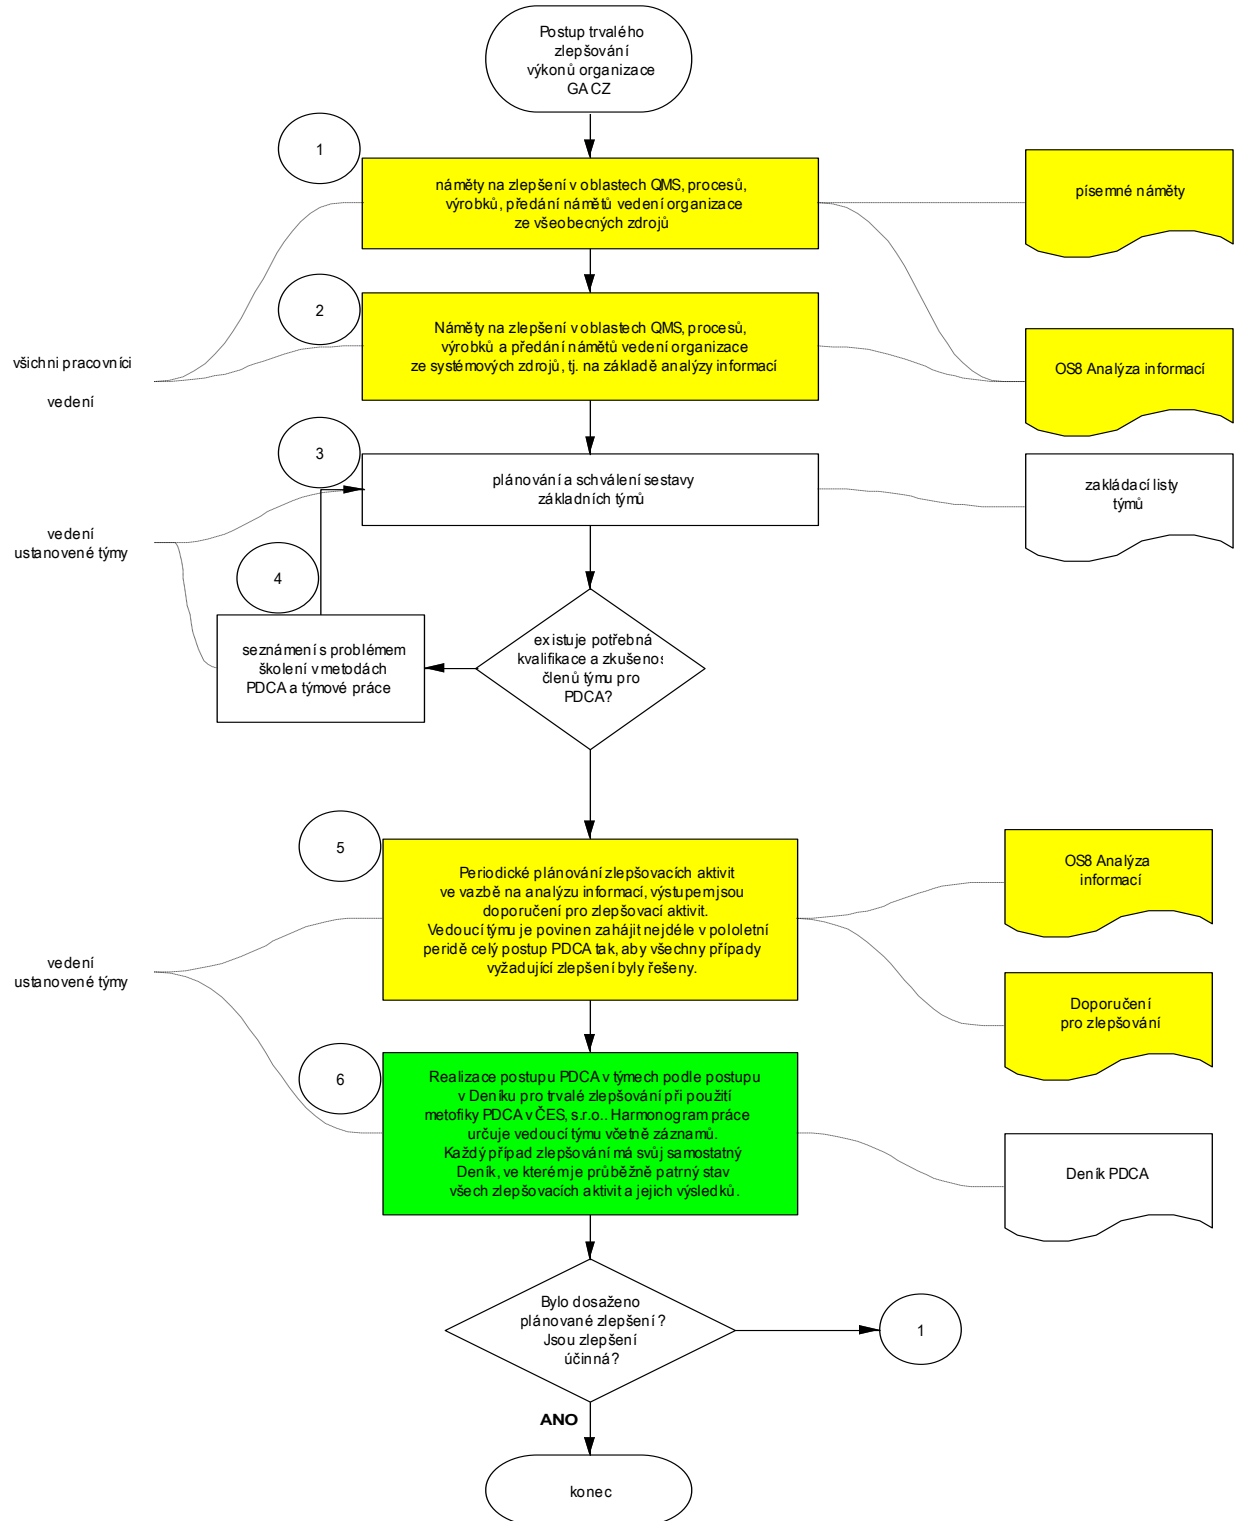 Postup trvalého
zlepšování
výkonů organizace
GA CZ
1
náměty na zlepšení v oblastech QMS, procesů,
výrobků, předání námětů vedení organizace
ze všeobecných zdrojů
písemné náměty
2
Náměty na zlepšení v oblastech QMS, procesů,
výrobků a předání námětů vedení organizace
ze systémových zdrojů, tj. na základě analýzy informací
všichni pracovníci
vedení
OS8 Analýza informací
3
plánování a schválení sestavy
základních týmů
zakládací listy
týmů
vedení
ustanovené týmy
4
seznámení s problémem
školení v metodách
PDCA a týmové práce
existuje potřebná
kvalifikace a zkušenos
členů týmu pro
PDCA?
5
Periodické plánování zlepšovacích aktivit
ve vazbě na analýzu informací, výstupem jsou
doporučení pro zlepšovací aktivit.
Vedoucí týmu je povinen zahájit nejdéle v pololetní
peridě celý postup PDCA tak, aby všechny případy
vyžadující zlepšení byly řešeny.
OS8 Analýza
informací
vedení
ustanovené týmy
Doporučení
pro zlepšování
6
Realizace postupu PDCA v týmech podle postupu
v Deníku pro trvalé zlepšování při použití
metofiky PDCA v ČES, s.r.o.. Harmonogram práce
určuje vedoucí týmu včetně záznamů.
Každý případ zlepšování má svůj samostatný
Deník, ve kterém je průběžně patrný stav
všech zlepšovacích aktivit a jejich výsledků.
Deník PDCA
Bylo dosaženo
plánované zlepšení ?
Jsou zlepšení
účinná?
1
ANO
konec